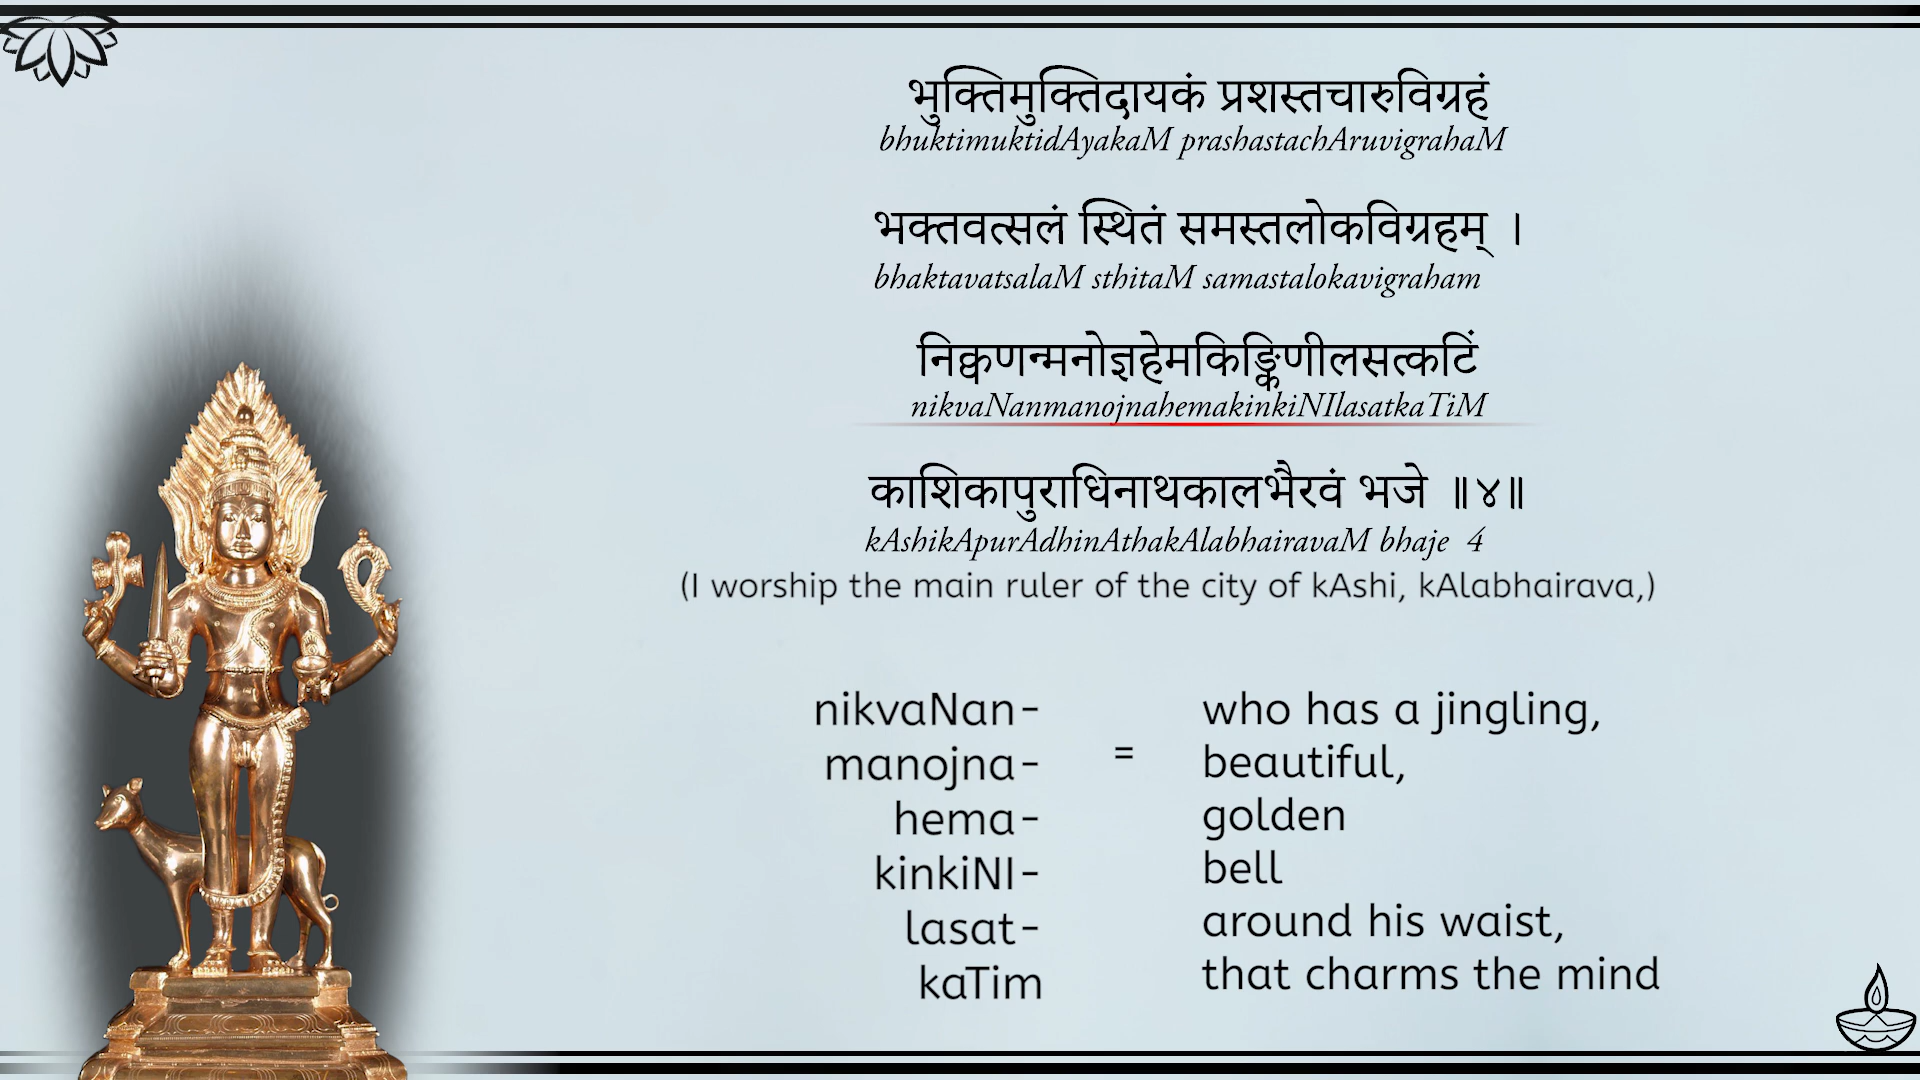 भुक्तिमुक्तिदायकं प्रशस्तचारुविग्रहं
bhuktimuktidAyakaM prashastachAruvigrahaM
भक्तवत्सलं स्थितं समस्तलोकविग्रहम् ।
bhaktavatsalaM sthitaM samastalokavigraham
निक्वणन्मनोज्ञहेमकिङ्किणीलसत्कटिं
nikvaNanmanojnahemakinkiNIlasatkaTiM
काशिकापुराधिनाथकालभैरवं भजे ॥४॥
kAshikApurAdhinAthakAlabhairavaM bhaje 4
(I worship the main ruler of the city of kAshi, kAlabhairava,)
nikvaNan-
manojna-
hema-
kinkiNI-
lasat-
kaTim
=
who has a jingling,
beautiful,
golden
bell
around his waist,
that charms the mind